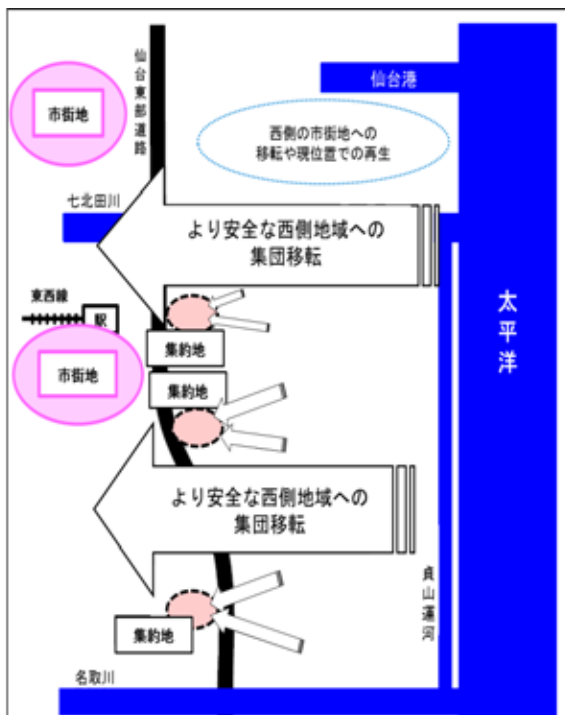 仙台東部道路
仙台港
市街地
西側の市街地への
移転や現位置での再生
七北田川
より安全な西側地域への
集団移転
東西線
駅
集約地
太平洋
市街地
集約地
より安全な西側地域への
集団移転
貞山運河
集約地
名取川